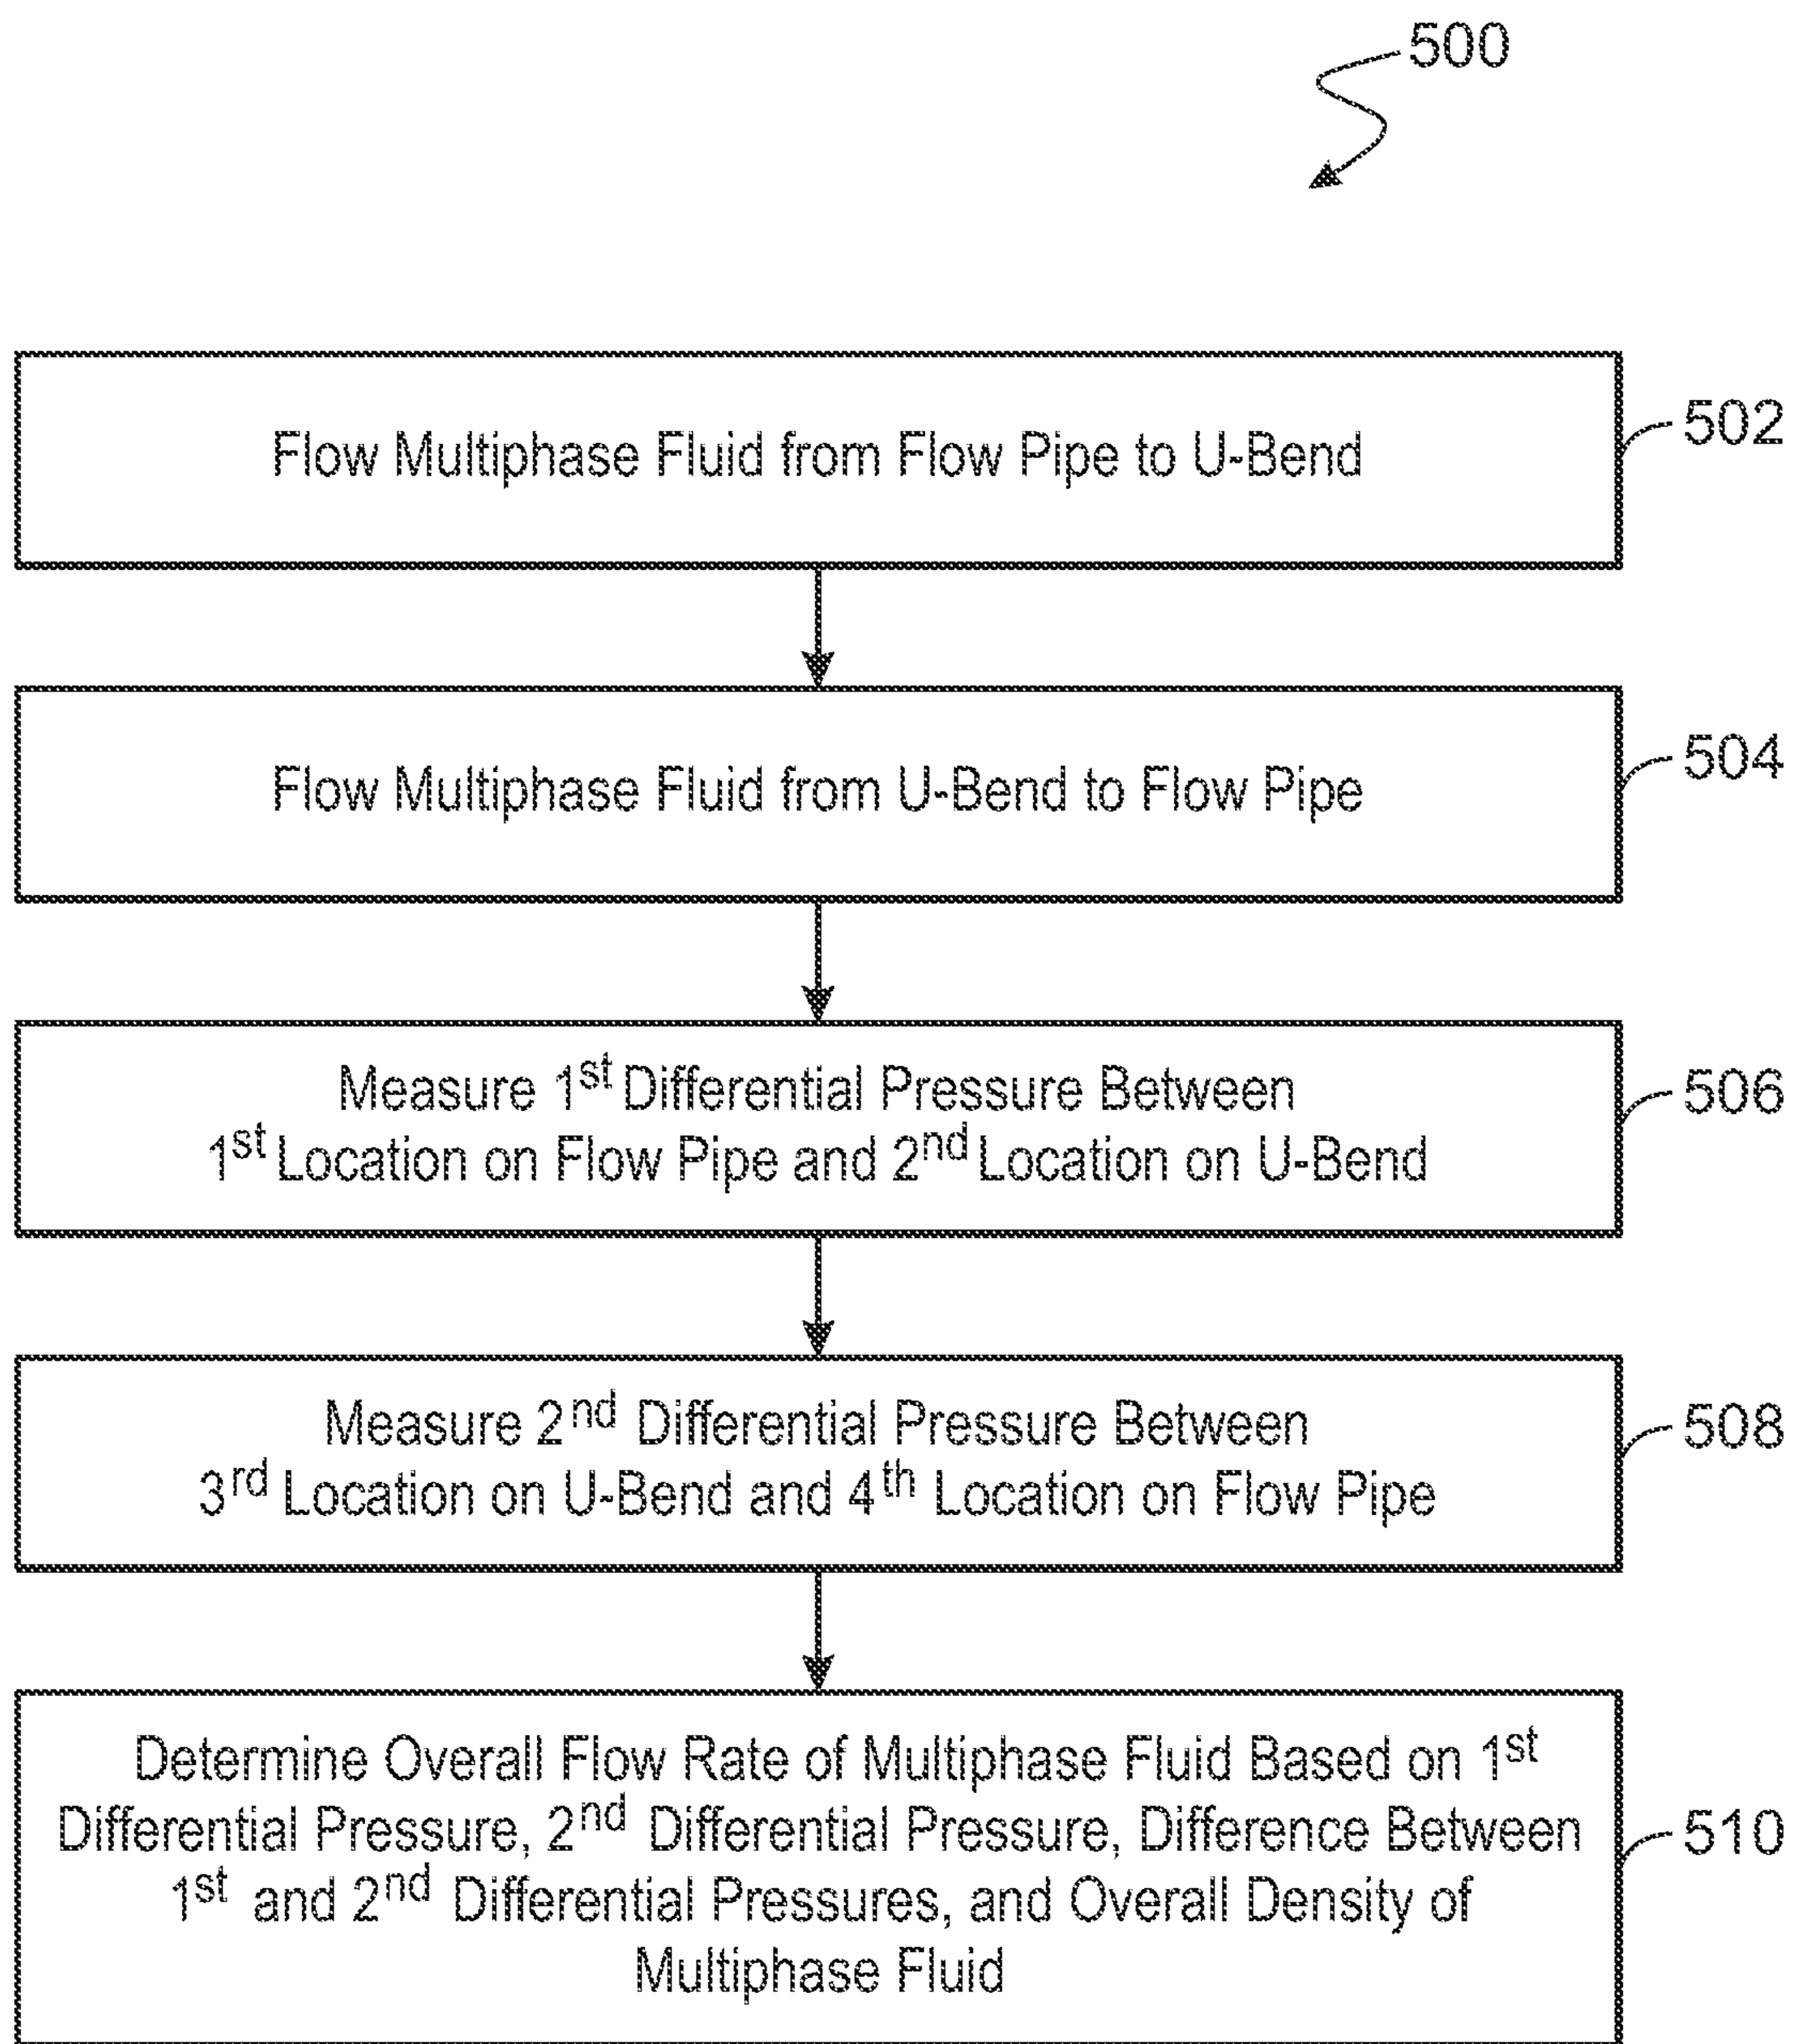 500
Flow Multiphase Fluid from Flow Pipe to U-Bend
502
Flow Multiphase Fluid from U-Bend to Flow Pipe
504
Measure 1st Differential Pressure Between
1st Location on Flow Pipe and 2nd Location on U-Bend
506
Measure 2nd Differential Pressure Between
3rd Location on U-Bend and 4th Location on Flow Pipe
508
Determine Overall Flow Rate of Multiphase Fluid Based on 1st
Differential Pressure, 2nd Differential Pressure, Difference Between
1st and 2nd Differential Pressures, and Overall Density of
Multiphase Fluid
510